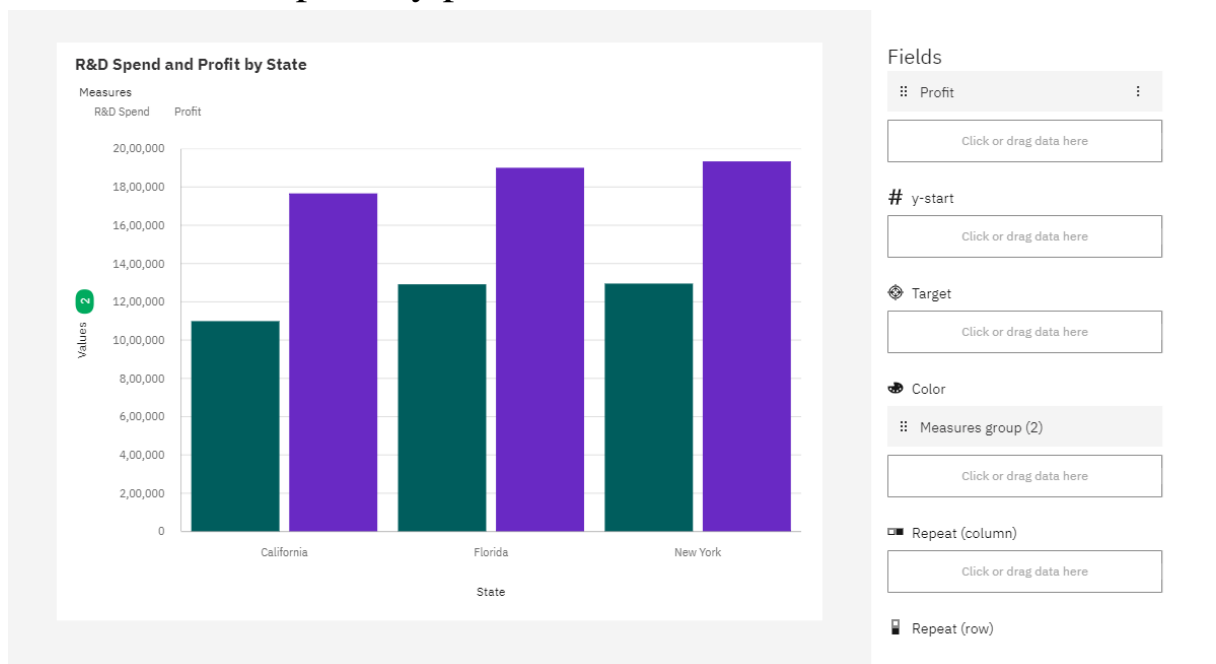 R&D Spend and Profit by State
Measures
R&D Spend Profit
20,00,000
18,00,000
16,00,000
14,00,000
12,00,000
10,00,000
8,00,000
6,00,000
4,00,000
2,00,000
0
Values 2
California Florida New York
State
Fields
Profit
Click or drag data here
# y-start
Click or drag data here
Target
Click or drag data here
Color
Measures group (2)
Click or drag data here
Repeat (column)
Click or drag data here
Repeat (row)